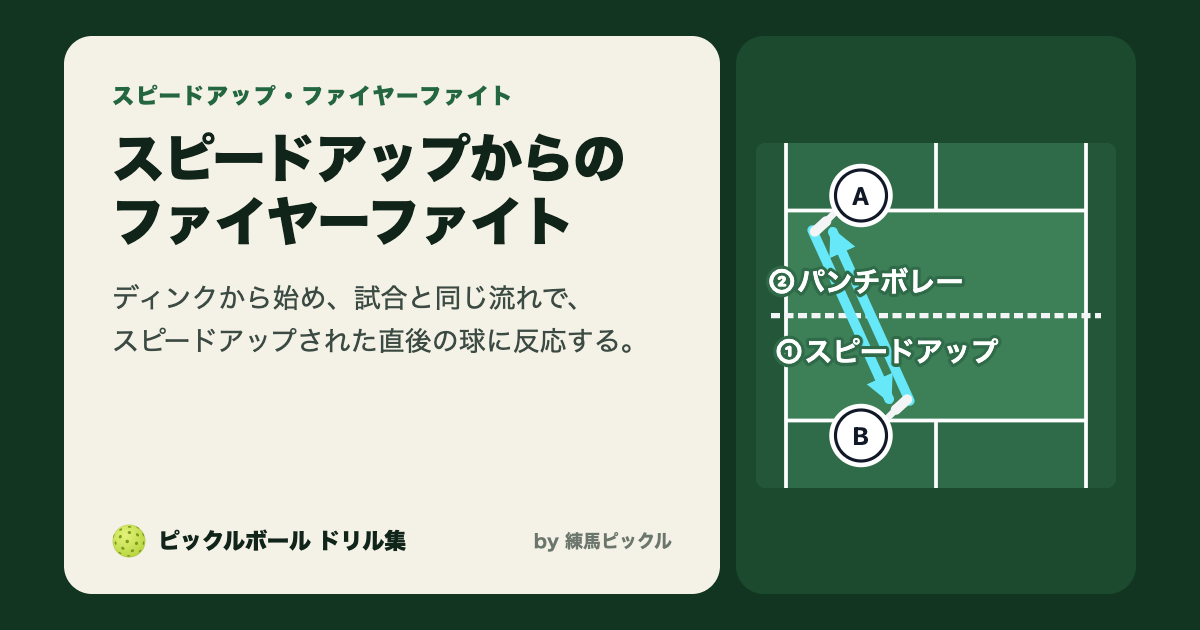 スピードアップ・ファイヤーファイト
スピードアップからの
ファイヤーファイト
ディンクから始め、試合と同じ流れで、
スピードアップされた直後の球に反応する。
ピックルボール ドリル集
by 練馬ピックル
A
②パンチボレー
①スピードアップ
B